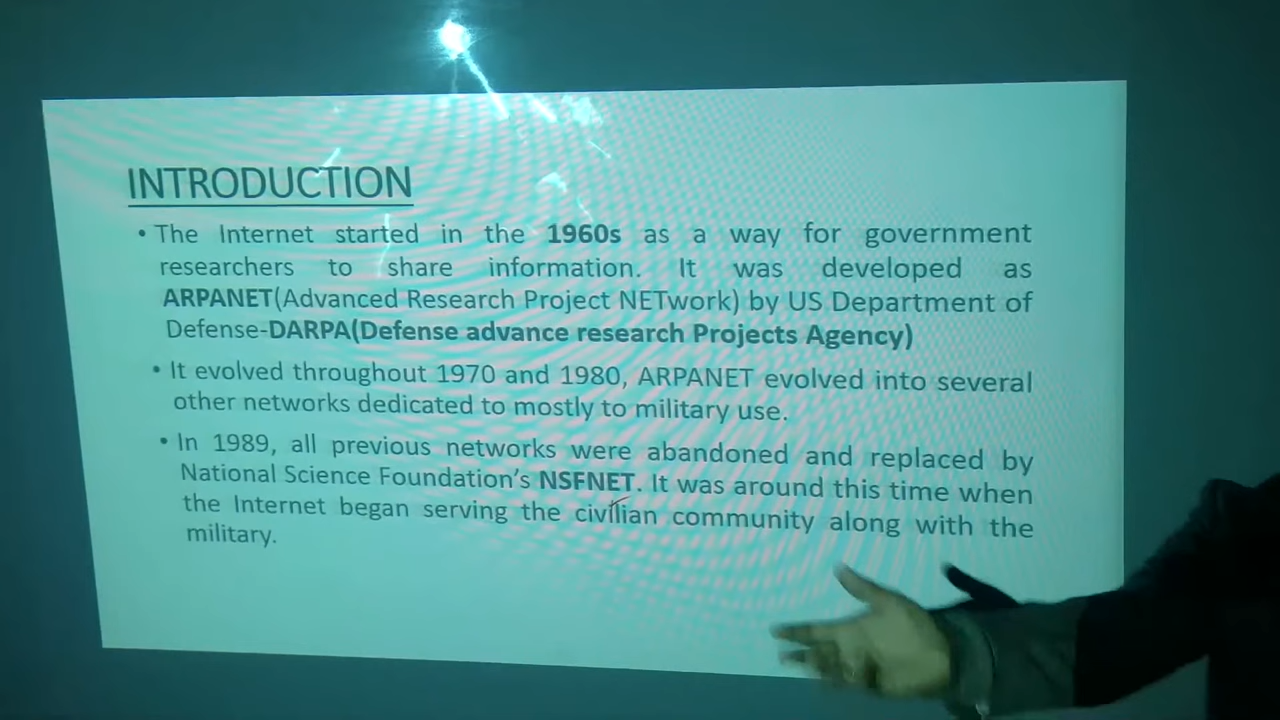 INTRODUCTION
• The Internet started in the 1960s as a way for government
researchers to share information. It was developed as
ARPANET(Advanced Research Project NETwork) by US Department of
Defense-DARPA(Defense advance research Projects Agency)
• It evolved throughout 1970 and 1980, ARPANET evolved into several
other networks dedicated to mostly to military use.
• In 1989, all previous networks were abandoned and replaced by
National Science Foundation's NSFNET. It was around this time when
the Internet began serving the civilian community along with the
military.